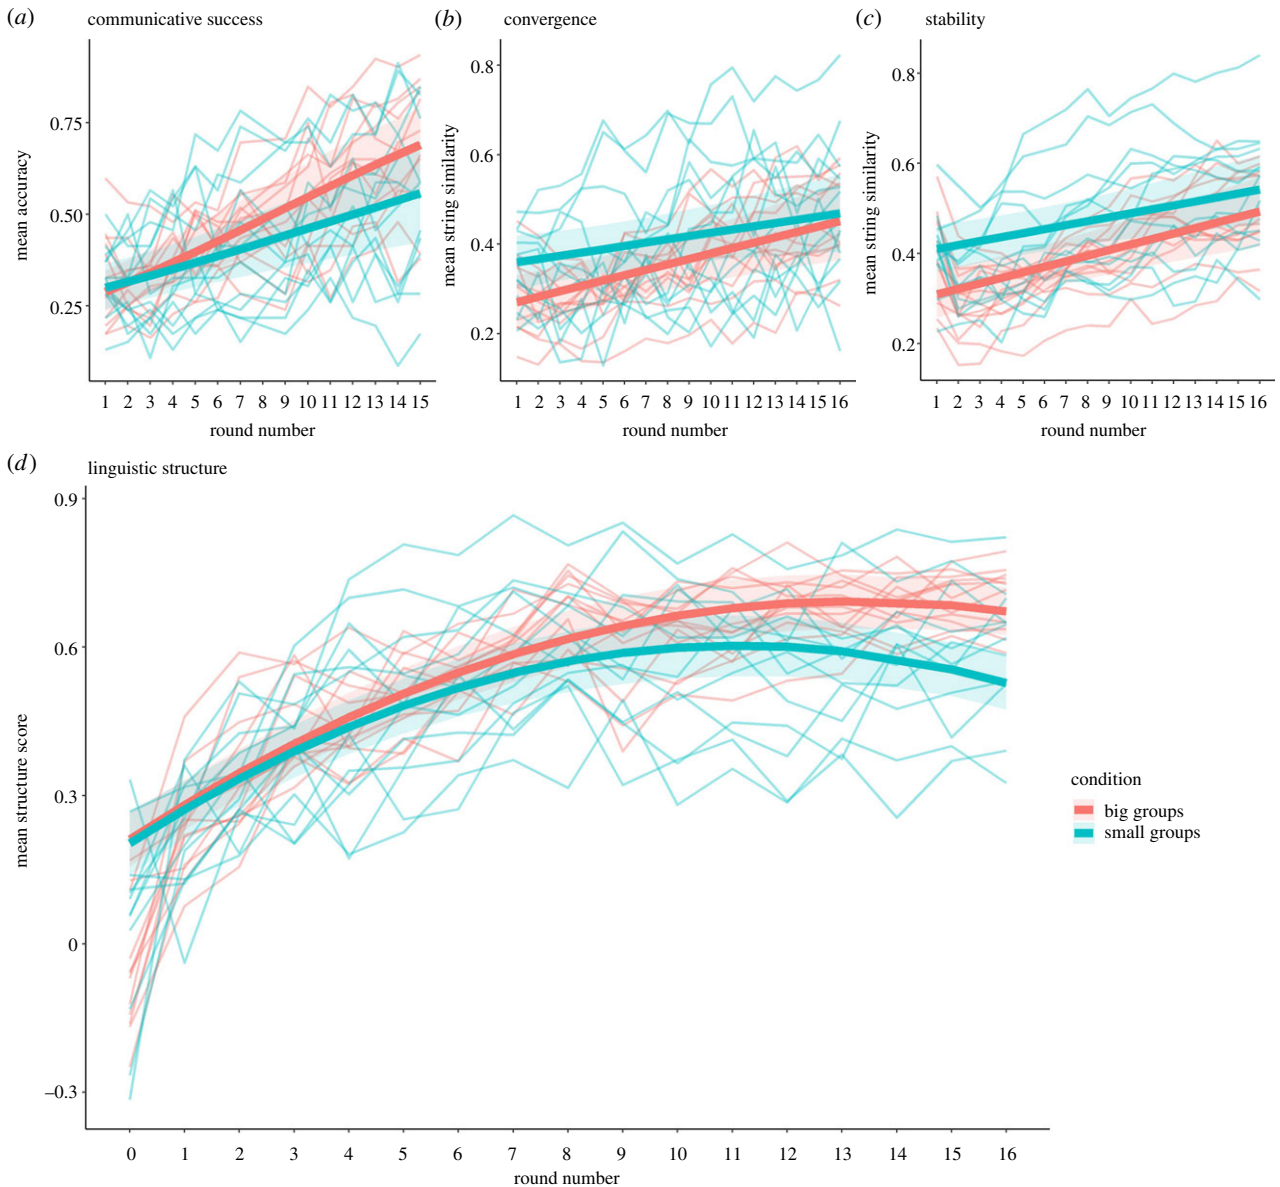 (a) communicative success
mean accuracy
0.75
0.50
0.25
1 2 3 4 5 6 7 8 9 10 11 12 13 14 15
round number
(b) convergence
mean string similarity
0.8
0.6
0.4
0.2
1 2 3 4 5 6 7 8 9 10 11 12 13 14 15 16
round number
(c) stability
mean string similarity
0.8
0.6
0.4
0.2
1 2 3 4 5 6 7 8 9 10 11 12 13 14 15 16
round number
(d) linguistic structure
mean structure score
0.9
0.6
0.3
0
–0.3
0 1 2 3 4 5 6 7 8 9 10 11 12 13 14 15 16
round number
condition
big groups
small groups